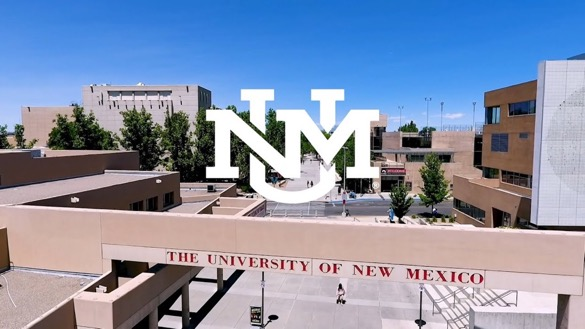 UNM
THE UNIVERSITY OF NEW MEXICO